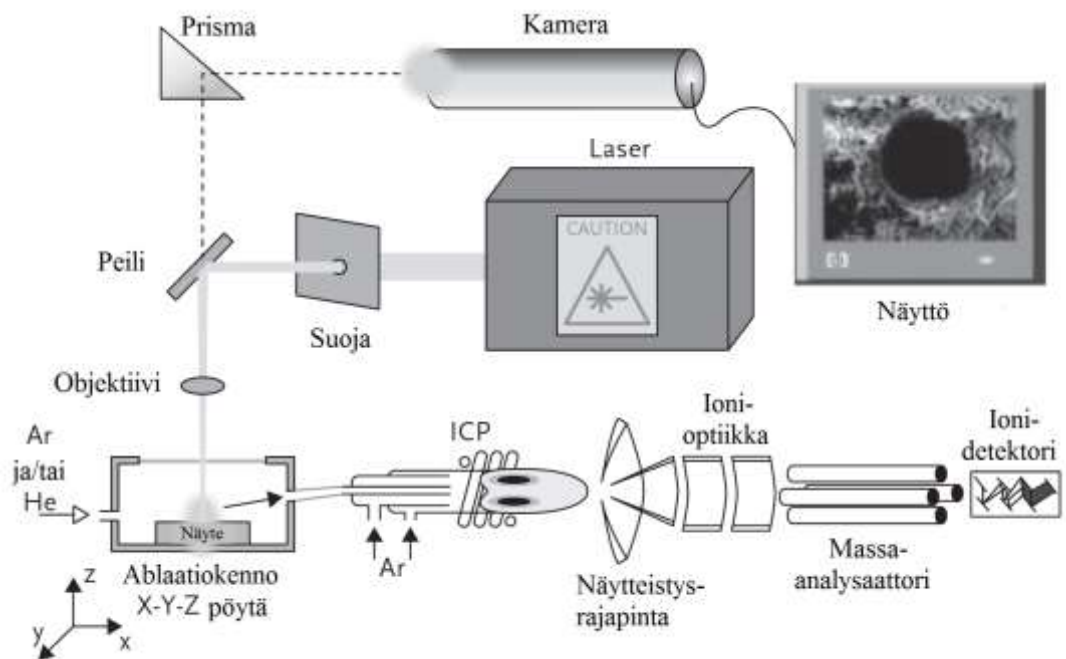 Prisma
Kamera
Laser
CAUTION
Peili
Suoja
Näyttö
Objektiivi
Ar
ja/tai
He
ICP
Ioni-
optiikka
Ioni-
detektori
Näyte
Ar
Ablaatiokenno
X-Y-Z pöytä
Näytteistys-
rajapinta
Massa-
analysaattori
z
y
x